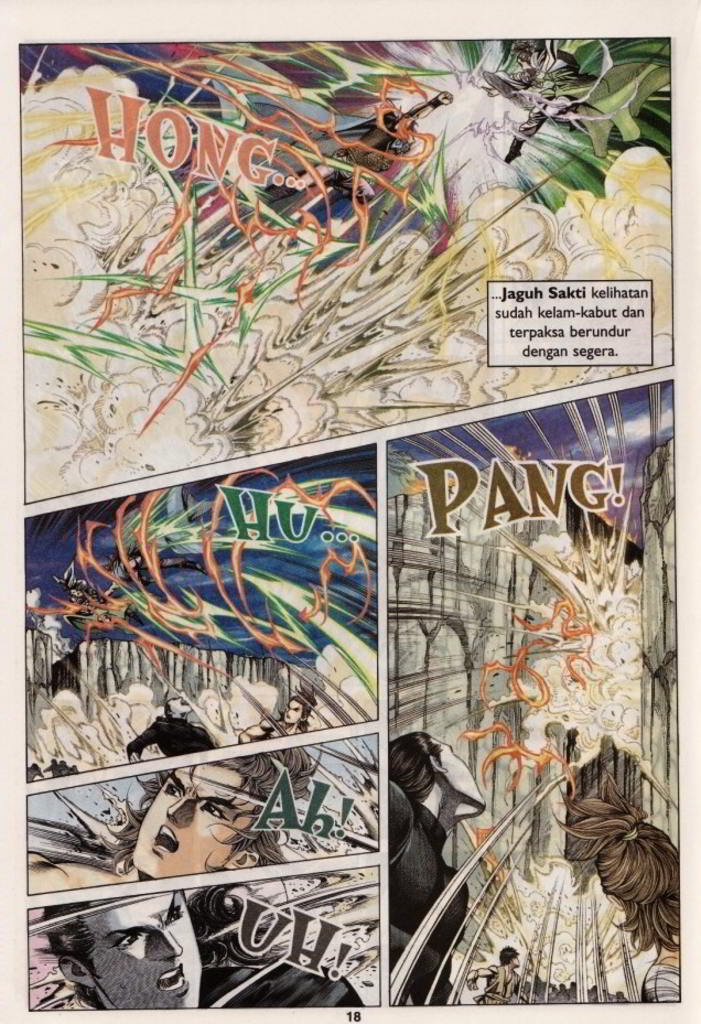 HONG...
...Jaguh Sakti kelihatan
sudah kelam-kabut dan
terpaksa berundur
dengan segera.
HU...
PANG!
Ah!
UH!
18